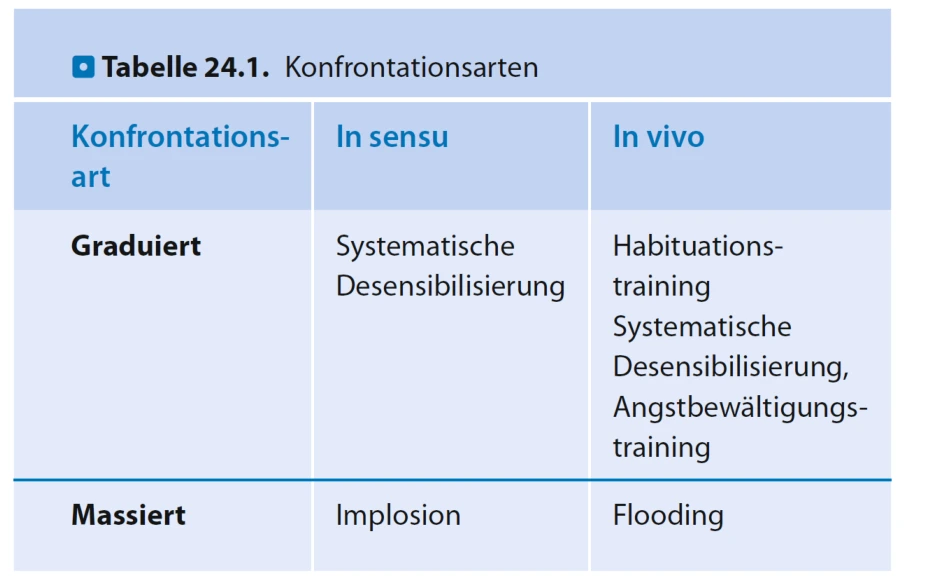 Tabelle 24.1. Konfrontationsarten
Konfrontations-
art
In sensu
In vivo
Graduiert
Systematische
Desensibilisierung
Habituations-
training
Systematische
Desensibilisierung,
Angstbewältigungs-
training
Massiert
Implosion
Flooding